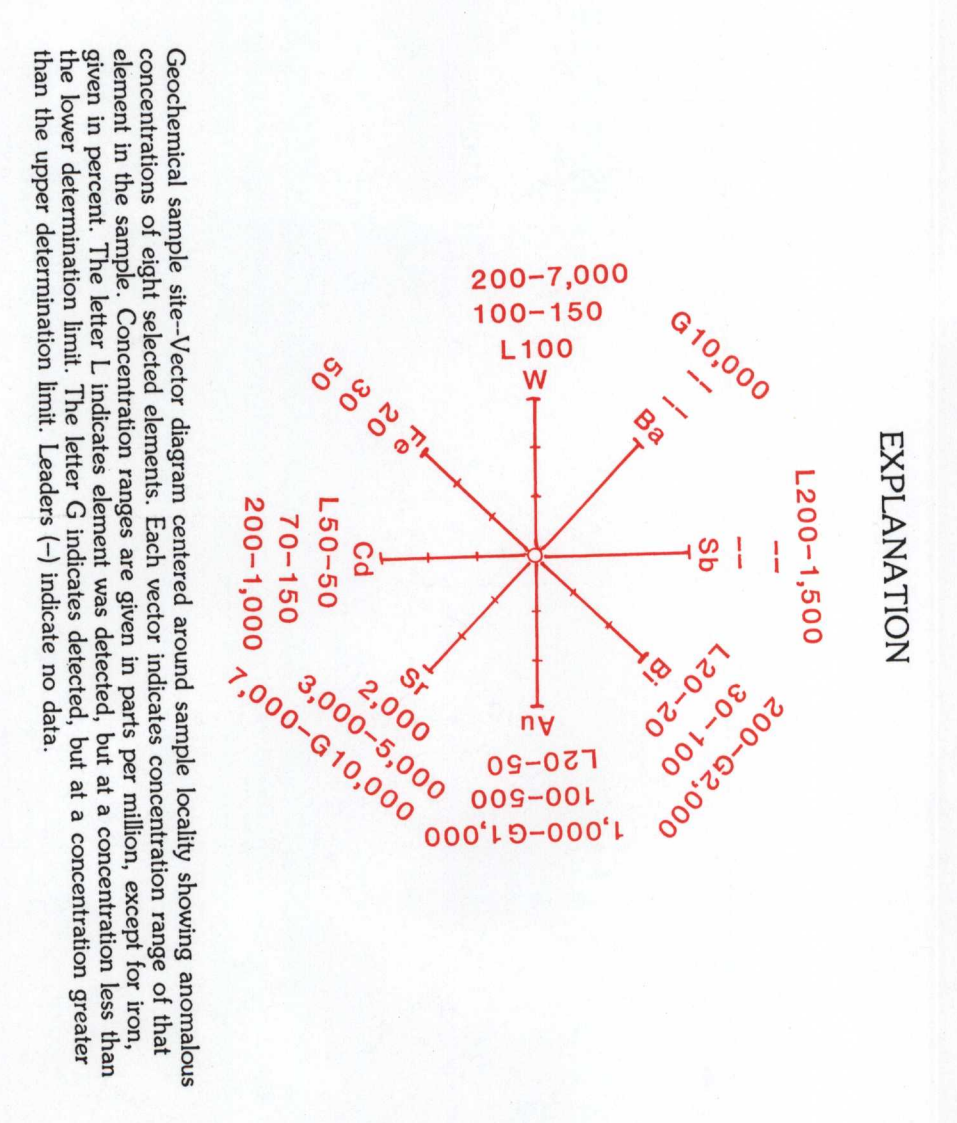 EXPLANATION
L200–1,500
--
--
Sb
G10,000
--
--
Ba
200–G2,000
30–100
L20–20
Bi
200–7,000
100–150
L100
W
Au
L20–50
100–500
1,000–G1,000
Fe
20
30
50
Cd
L50–50
70–150
200–1,000
Sr
2,000
3,000–5,000
7,000–G10,000
Geochemical sample site--Vector diagram centered around sample locality showing anomalous
concentrations of eight selected elements. Each vector indicates concentration range of that
element in the sample. Concentration ranges are given in parts per million, except for iron,
given in percent. The letter L indicates element was detected, but at a concentration less than
the lower determination limit. The letter G indicates detected, but at a concentration greater
than the upper determination limit. Leaders (–) indicate no data.